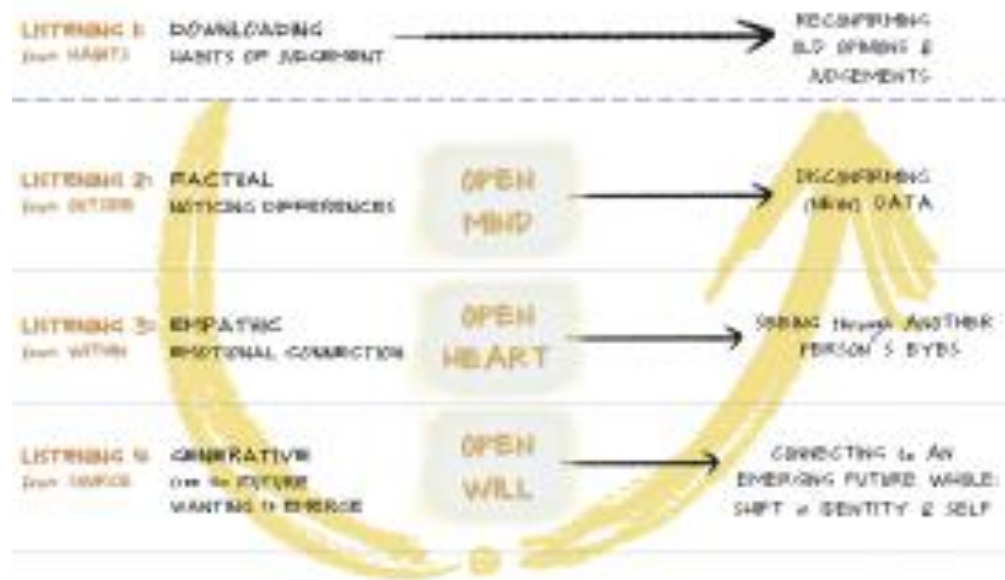 LISTENING 1: DOWNLOADING
from HABITS HABITS OF JUDGEMENT
RECONFIRMING
OLD OPINIONS &
JUDGEMENTS
LISTENING 2: FACTUAL
from OUTSIDE NOTICING DIFFERENCES
OPEN
MIND
DISCONFIRMING
(NEW) DATA
LISTENING 3: EMPATHIC
from WITHIN EMOTIONAL CONNECTION
OPEN
HEART
SEEING through ANOTHER
PERSON'S EYES
LISTENING 4: GENERATIVE
from SOURCE the FUTURE
WANTING to EMERGE
OPEN
WILL
CONNECTING to AN
EMERGING FUTURE WHOLE:
SHIFT in IDENTITY & SELF